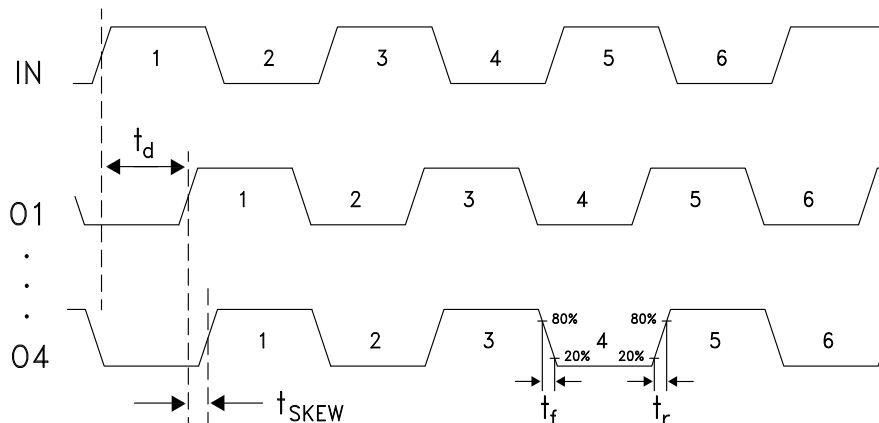 IN 1 2 3 4 5 6
t_d
O1 1 2 3 4 5 6
80% 80%
O4 1 2 3 4 5 6
20% 20%
t_SKEW t_f t_r